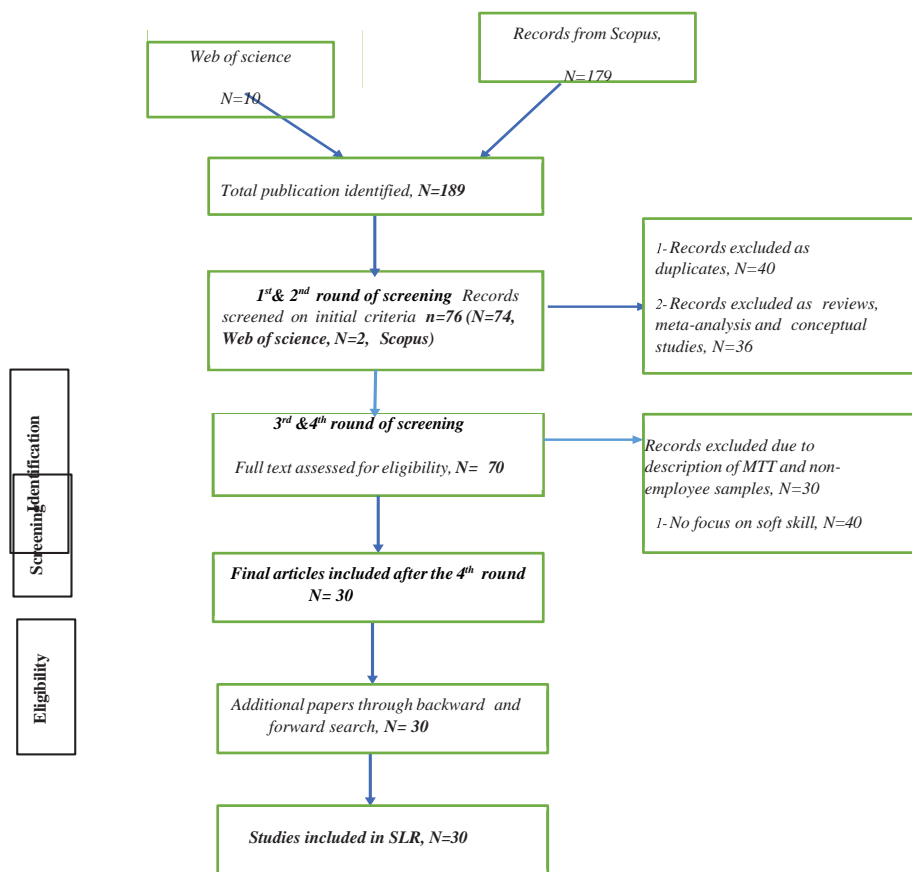 Web of science
N=10
Records from Scopus,
N=179
Total publication identified, N=189
1st& 2nd round of screening Records
screened on initial criteria n=76 (N=74,
Web of science, N=2, Scopus)
1- Records excluded as
duplicates, N=40
2- Records excluded as reviews,
meta-analysis and conceptual
studies, N=36
3rd &4th round of screening
Full text assessed for eligibility, N= 70
Records excluded due to
description of MTT and non-
employee samples, N=30
1- No focus on soft skill, N=40
Identification
Screening
Final articles included after the 4th round
N= 30
Eligibility
Additional papers through backward and
forward search, N= 30
Studies included in SLR, N=30